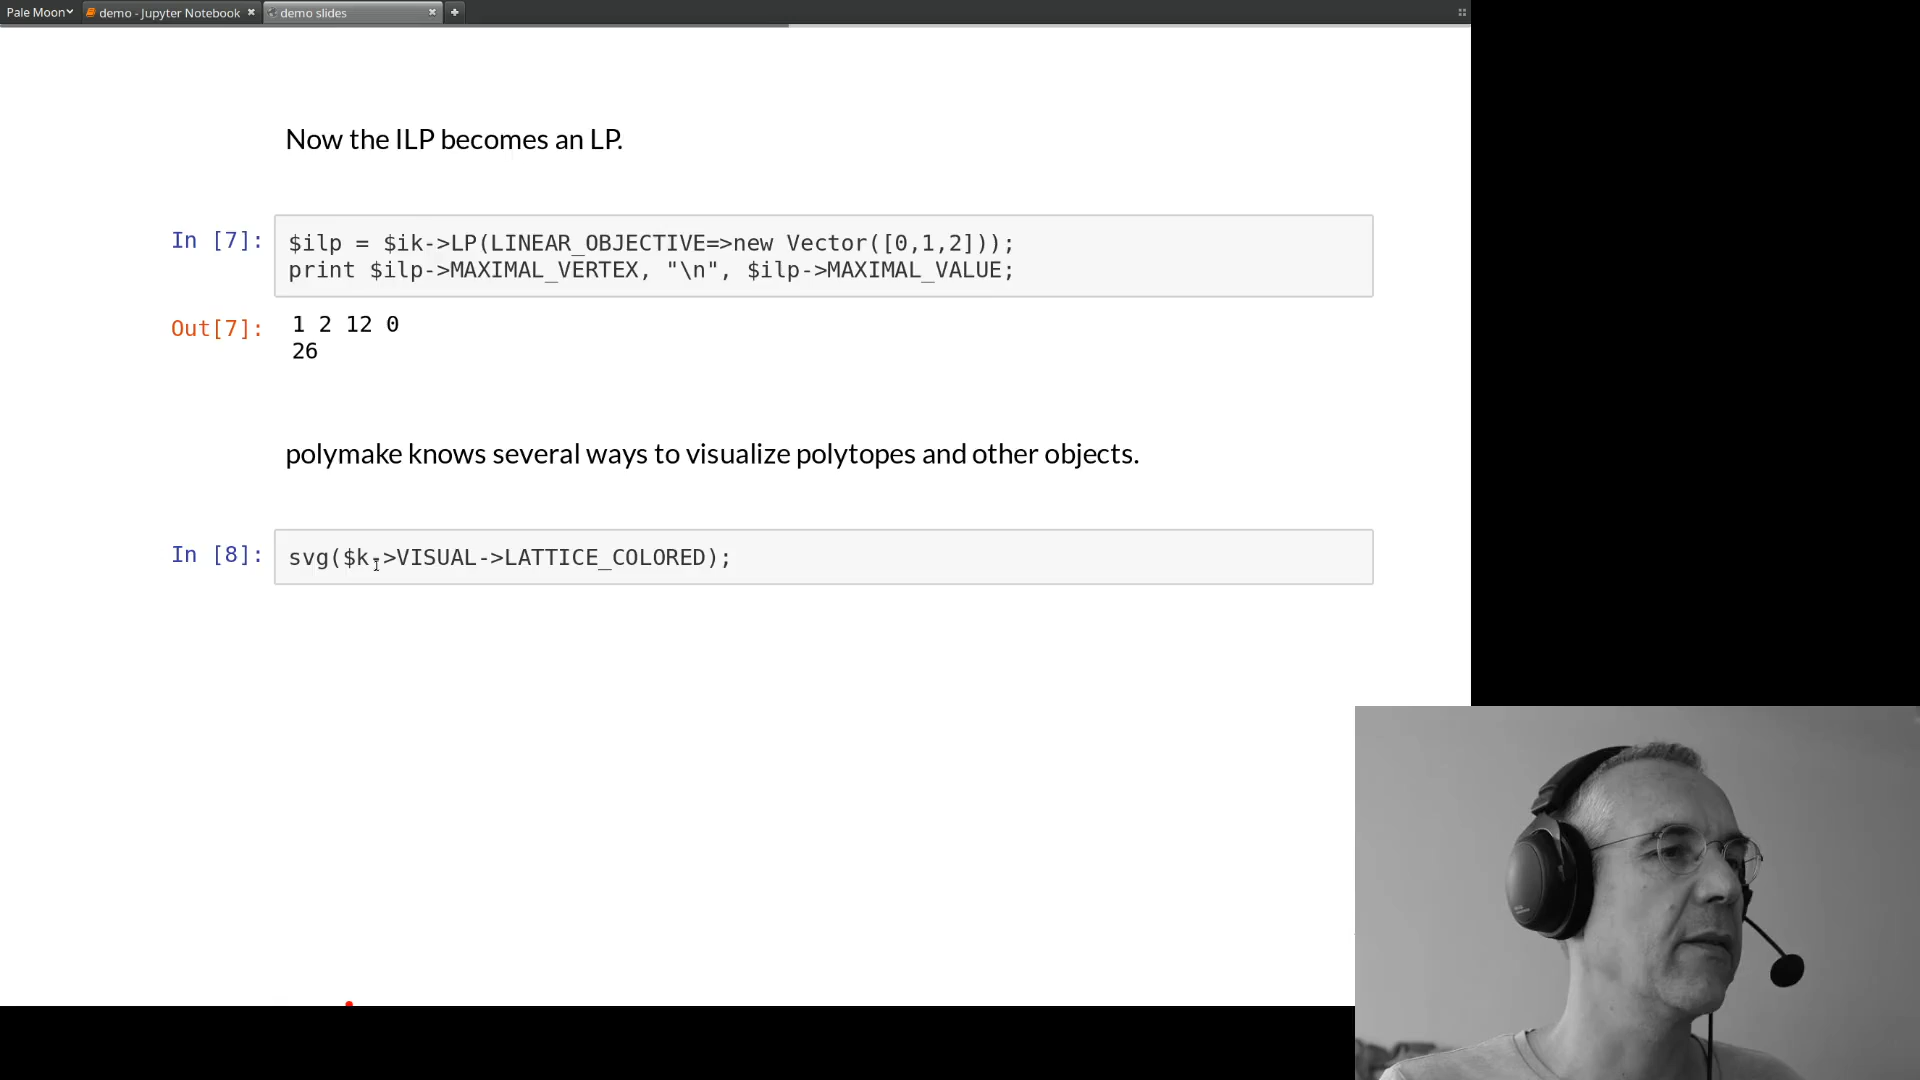 Pale Moon
demo - Jupyter Notebook
demo slides
Now the ILP becomes an LP.
In [7]:
$ilp = $ik->LP(LINEAR_OBJECTIVE=>new Vector([0,1,2]));
print $ilp->MAXIMAL_VERTEX, "\n", $ilp->MAXIMAL_VALUE;
Out[7]:
1 2 12 0
26
polymake knows several ways to visualize polytopes and other objects.
In [8]:
svg($k->VISUAL->LATTICE_COLORED);